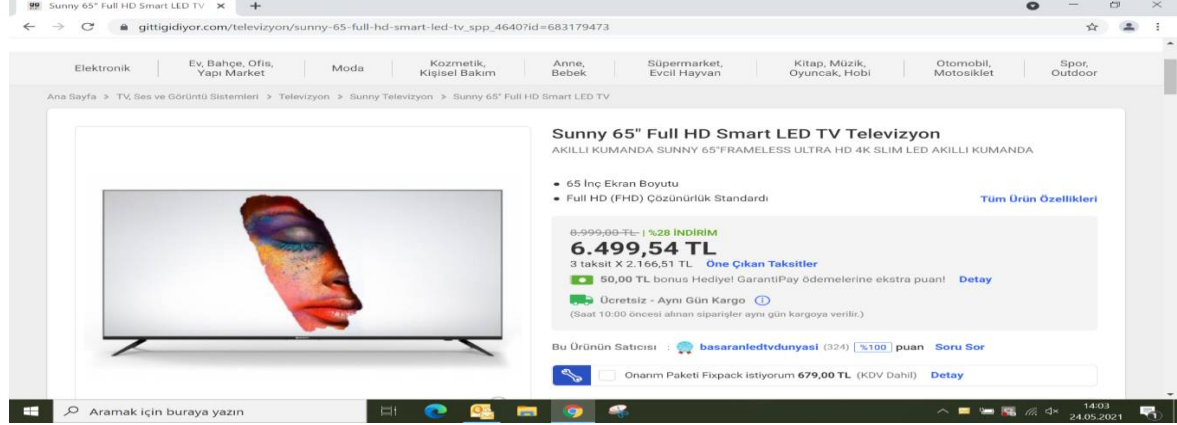 Sunny 65" Full HD Smart LED TV
gittigidiyor.com/televizyon/sunny-65-full-hd-smart-led-tv_spp_4640?id=683179473
Elektronik
Ev, Bahçe, Ofis,
Yapı Market
Moda
Kozmetik,
Kişisel Bakım
Anne,
Bebek
Süpermarket,
Evcil Hayvan
Kitap, Müzik,
Oyuncak, Hobi
Otomobil,
Motosiklet
Spor,
Outdoor
Ana Sayfa > TV, Ses ve Görüntü Sistemleri > Televizyon > Sunny Televizyon > Sunny 65" Full HD Smart LED TV
Sunny 65" Full HD Smart LED TV Televizyon
AKILLI KUMANDA SUNNY 65"FRAMELESS ULTRA HD 4K SLIM LED AKILLI KUMANDA
• 65 İnç Ekran Boyutu
• Full HD (FHD) Çözünürlük Standardı
Tüm Ürün Özellikleri
8.999,00 TL | %28 İNDİRİM
6.499,54 TL
3 taksit X 2.166,51 TL Öne Çıkan Taksitler
50,00 TL bonus Hediye! GarantiPay ödemelerine ekstra puan! Detay
Ücretsiz - Aynı Gün Kargo
(Saat 10:00 öncesi alınan siparişler aynı gün kargoya verilir.)
Bu Ürünün Satıcısı : basaranledtvdunyasi (324) %100 puan Soru Sor
Onarım Paketi Fixpack istiyorum 679,00 TL (KDV Dahil) Detay
Aramak için buraya yazın
14:03
24.05.2021